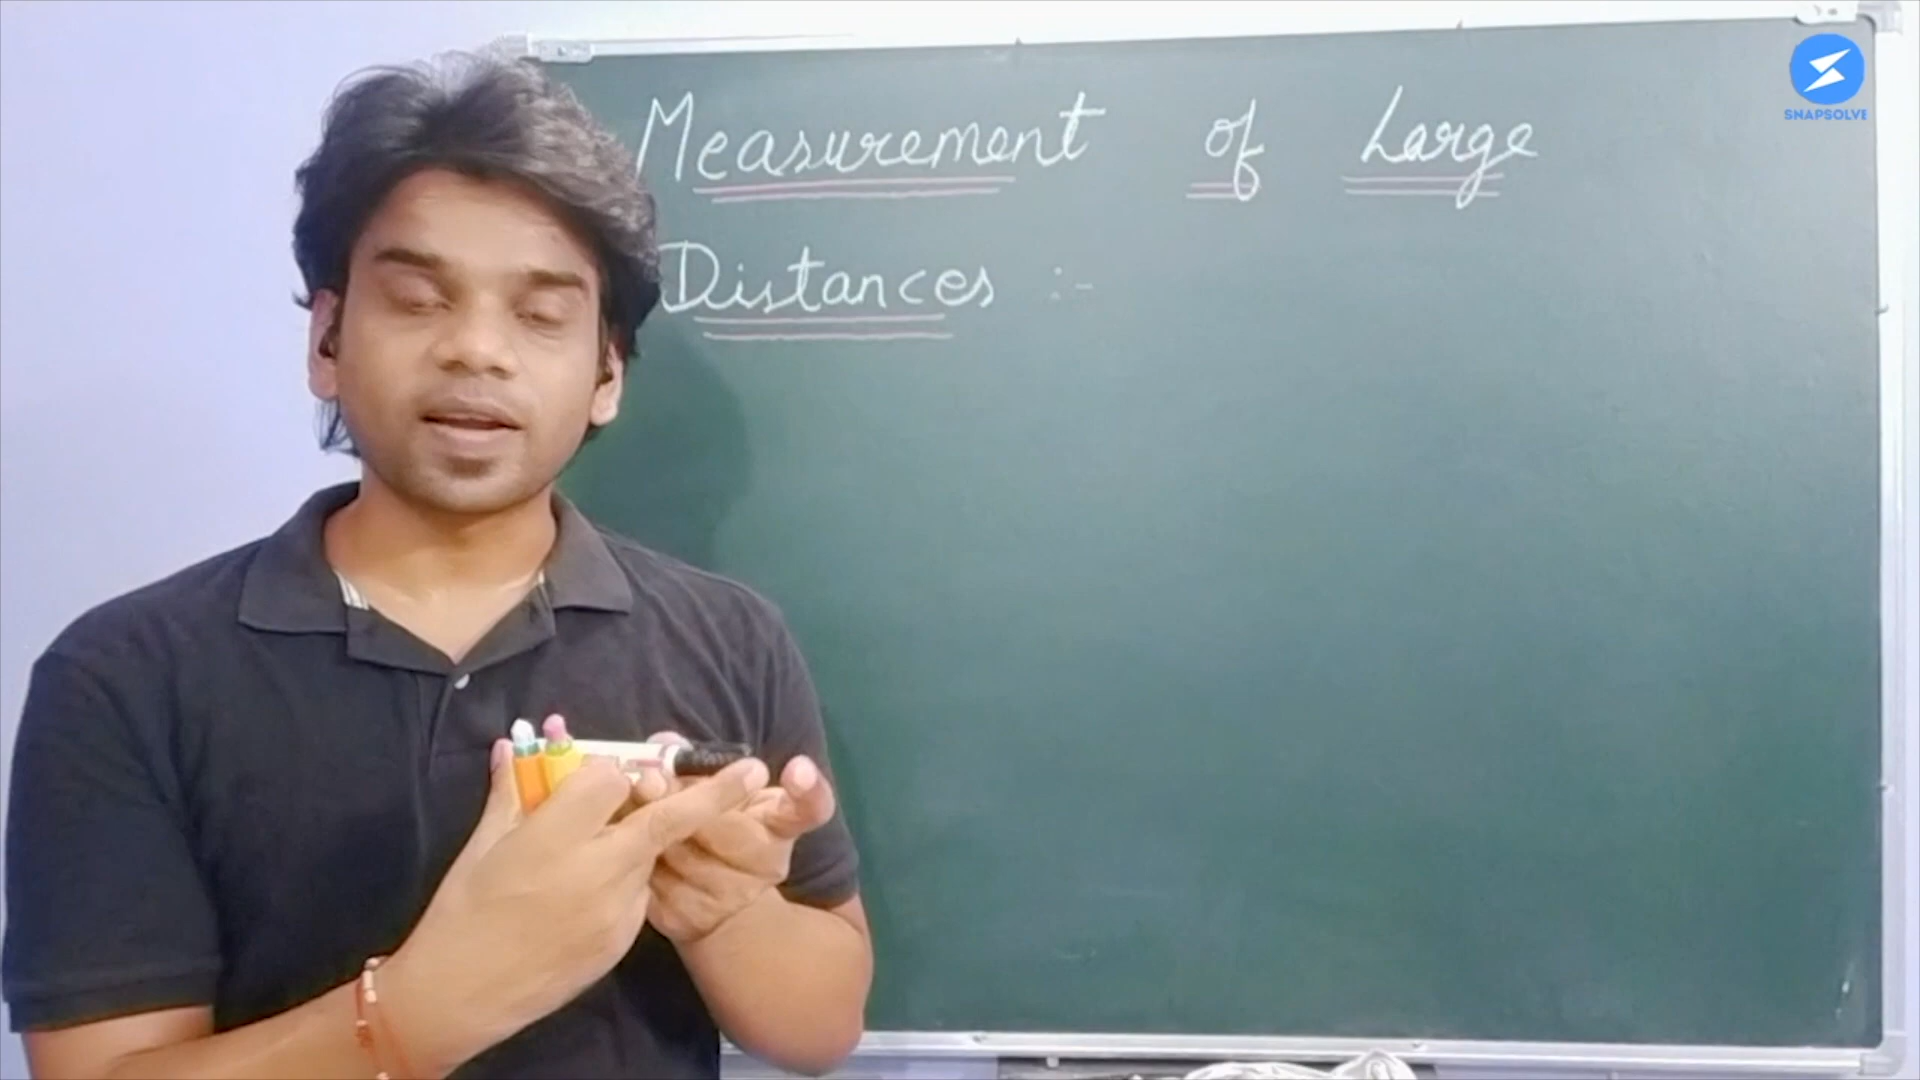 Measurement of Large
Distances :-
SNAPSOLVE